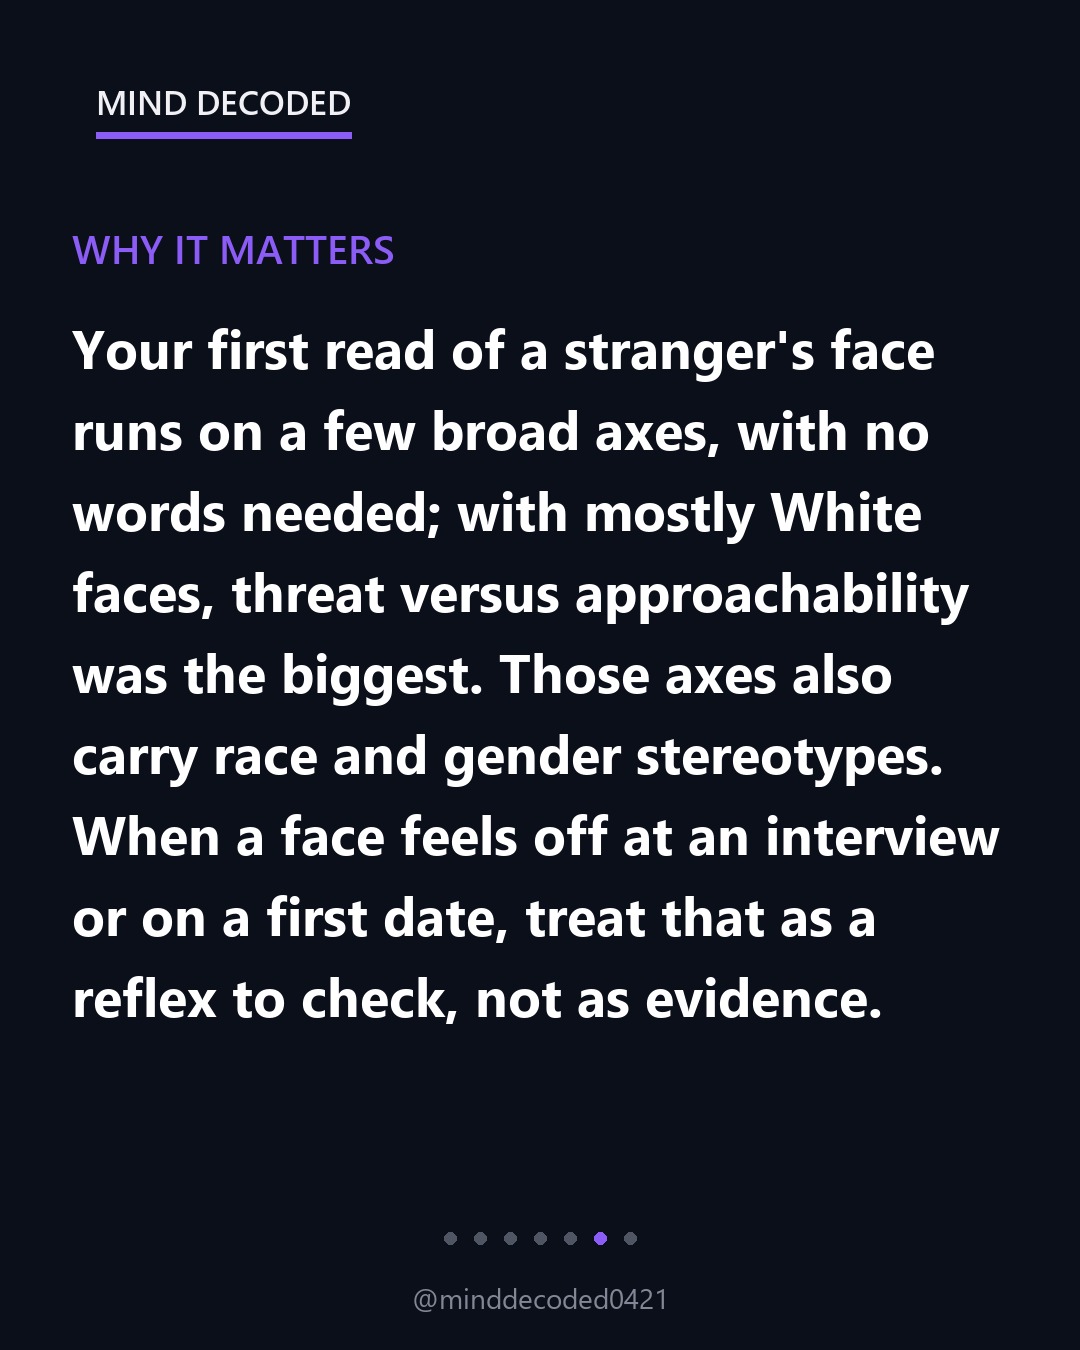 MIND DECODED
WHY IT MATTERS
Your first read of a stranger's face
runs on a few broad axes, with no
words needed; with mostly White
faces, threat versus approachability
was the biggest. Those axes also
carry race and gender stereotypes.
When a face feels off at an interview
or on a first date, treat that as a
reflex to check, not as evidence.
@minddecoded0421